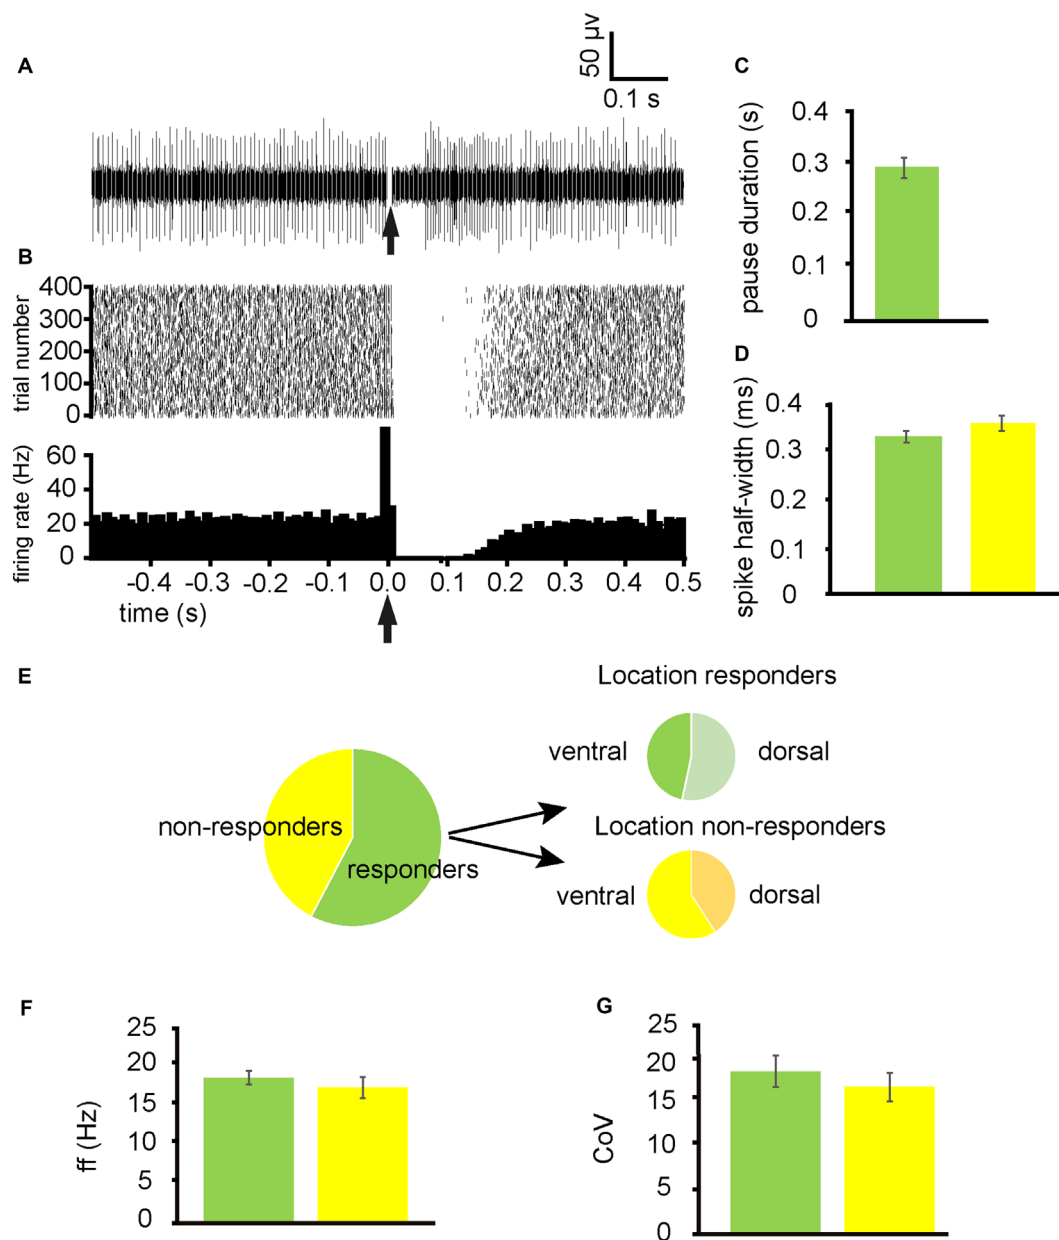 A
50 µv
0.1 s
B
trial number
400
300
200
100
0
firing rate (Hz)
60
40
20
0
-0.4 -0.3 -0.2 -0.1 0.0 0.1 0.2 0.3 0.4 0.5
time (s)
C
pause duration (s)
0.4
0.3
0.2
0.1
0
D
spike half-width (ms)
0.4
0.3
0.2
0.1
0
E
non-responders
responders
Location responders
ventral dorsal
Location non-responders
ventral dorsal
F
ff (Hz)
25
20
15
10
5
0
G
CoV
25
20
15
10
5
0